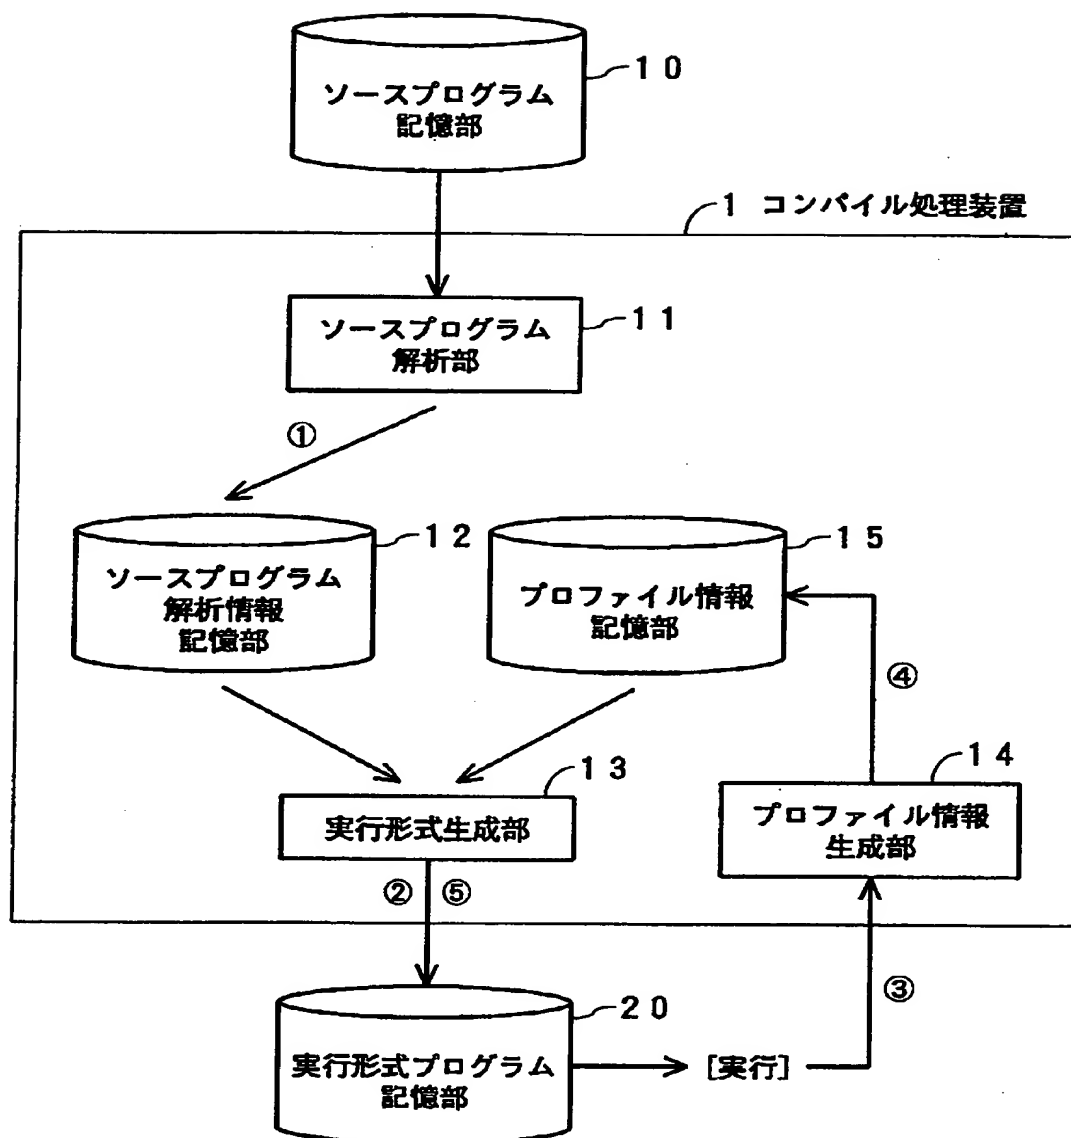 10
ソースプログラム
記憶部
1 コンパイル処理装置
ソースプログラム
解析部
11
①
ソースプログラム
解析情報
記憶部
12
プロファイル情報
記憶部
15
④
実行形式生成部
13
プロファイル情報
生成部
14
② ⑤
③
実行形式プログラム
記憶部
20
[実行]